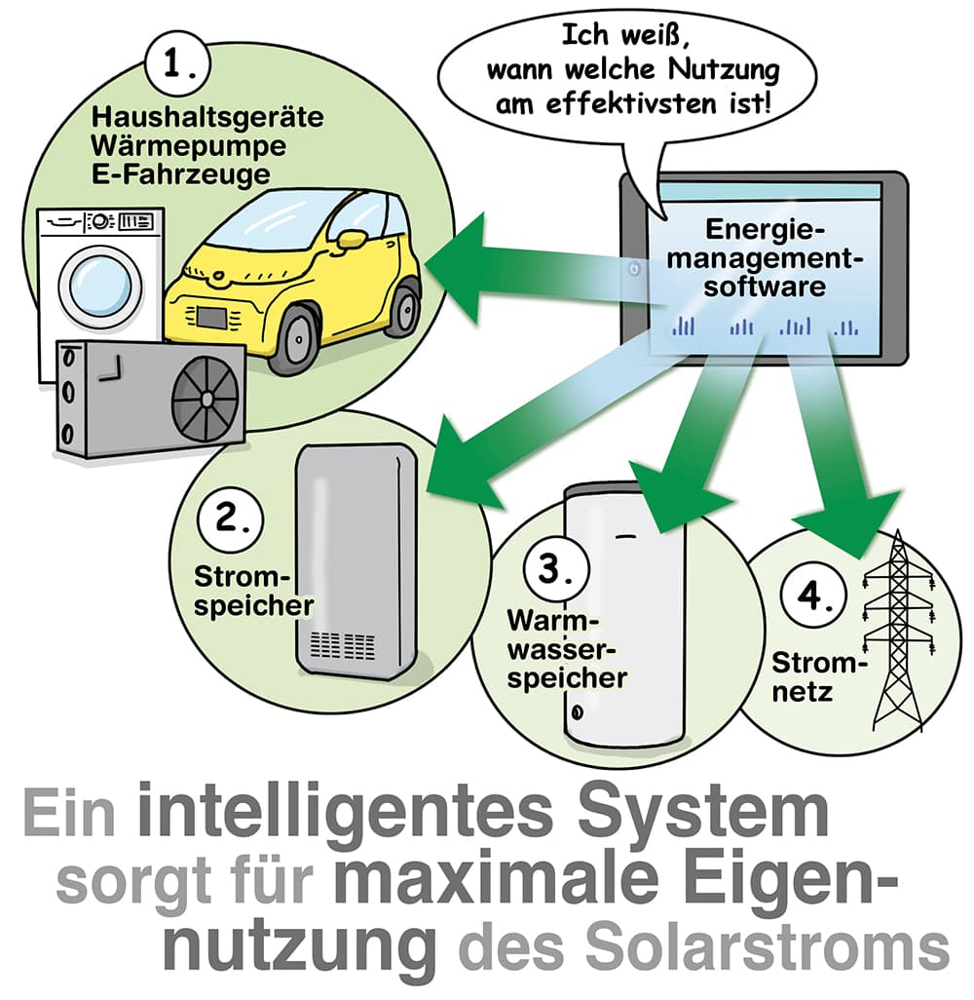 1.
Haushaltsgeräte
Wärmepumpe
E-Fahrzeuge
Ich weiß,
wann welche Nutzung
am effektivsten ist!
Energie-
management-
software
2.
Strom-
speicher
3.
Warm-
wasser-
speicher
4.
Strom-
netz
Ein intelligentes System
sorgt für maximale Eigen-
nutzung des Solarstroms